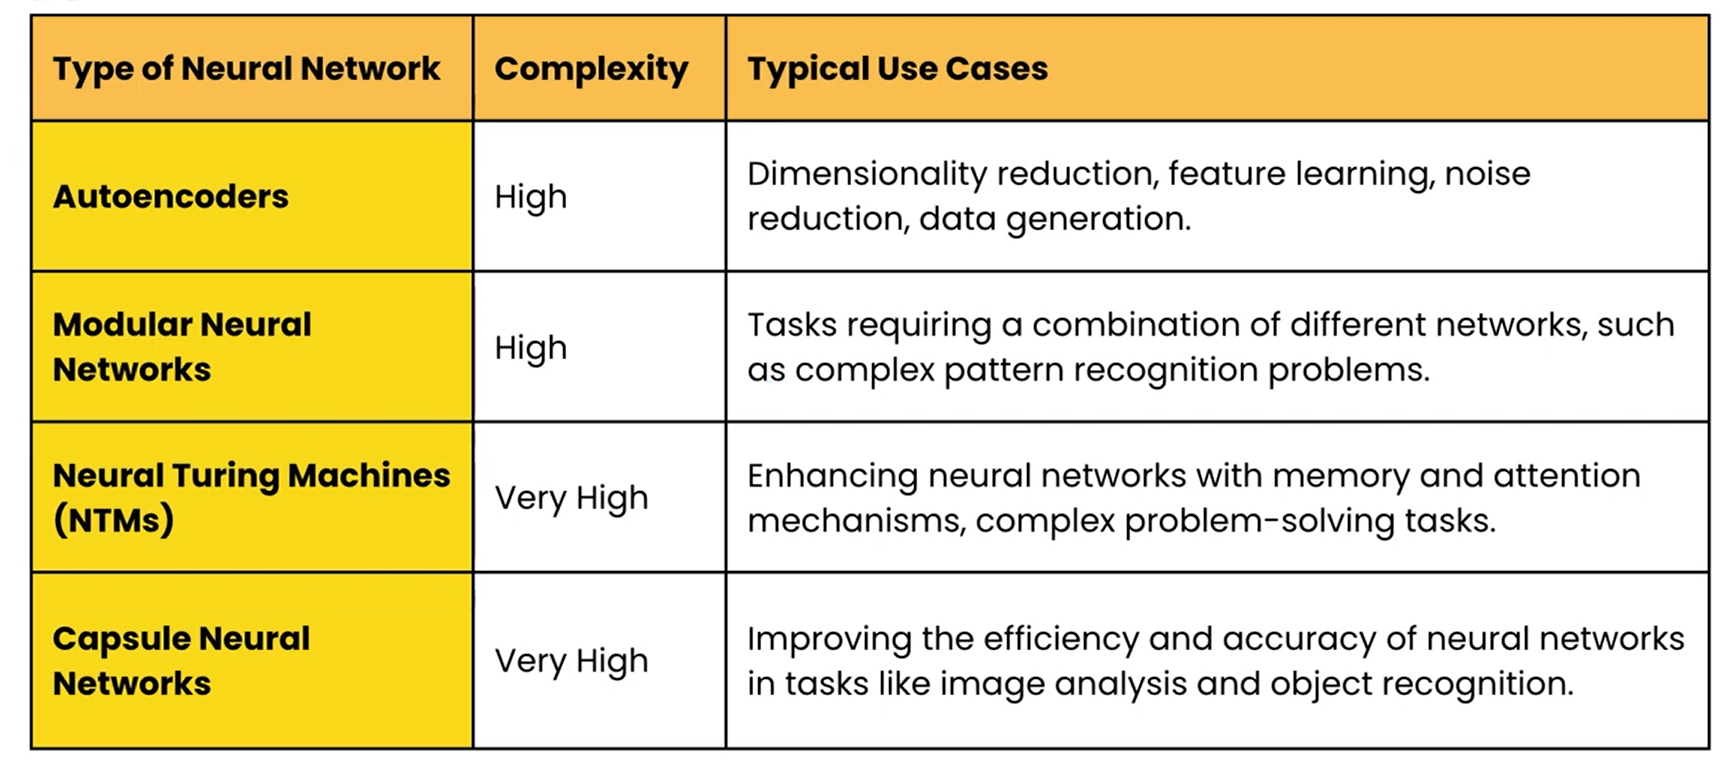 Type of Neural Network
Complexity
Typical Use Cases
Autoencoders
High
Dimensionality reduction, feature learning, noise
reduction, data generation.
Modular Neural
Networks
High
Tasks requiring a combination of different networks, such
as complex pattern recognition problems.
Neural Turing Machines
(NTMs)
Very High
Enhancing neural networks with memory and attention
mechanisms, complex problem-solving tasks.
Capsule Neural
Networks
Very High
Improving the efficiency and accuracy of neural networks
in tasks like image analysis and object recognition.